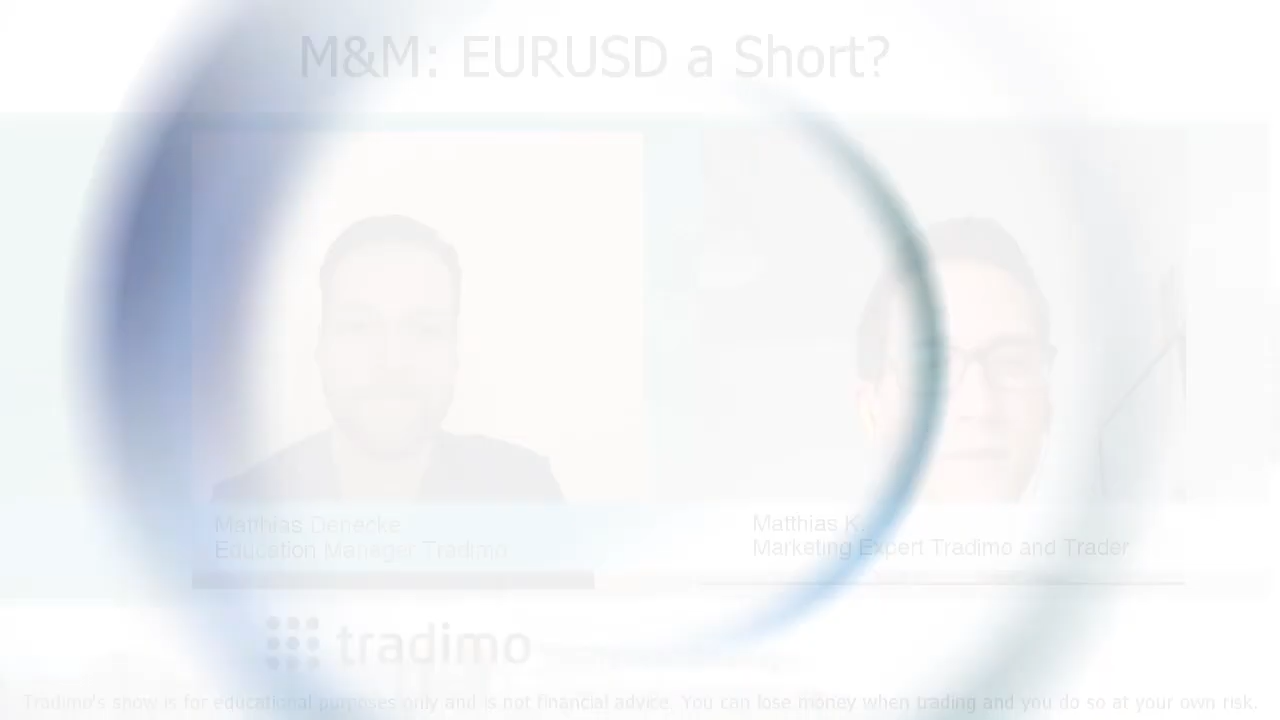 M&M: EURUSD a Short?
Matthias Denecke
Education Manager Tradimo
Matthias K.
Marketing Expert Tradimo and Trader
tradimo
Tradimo's show is for educational purposes only and is not financial advice. You can lose money when trading and you do so at your own risk.